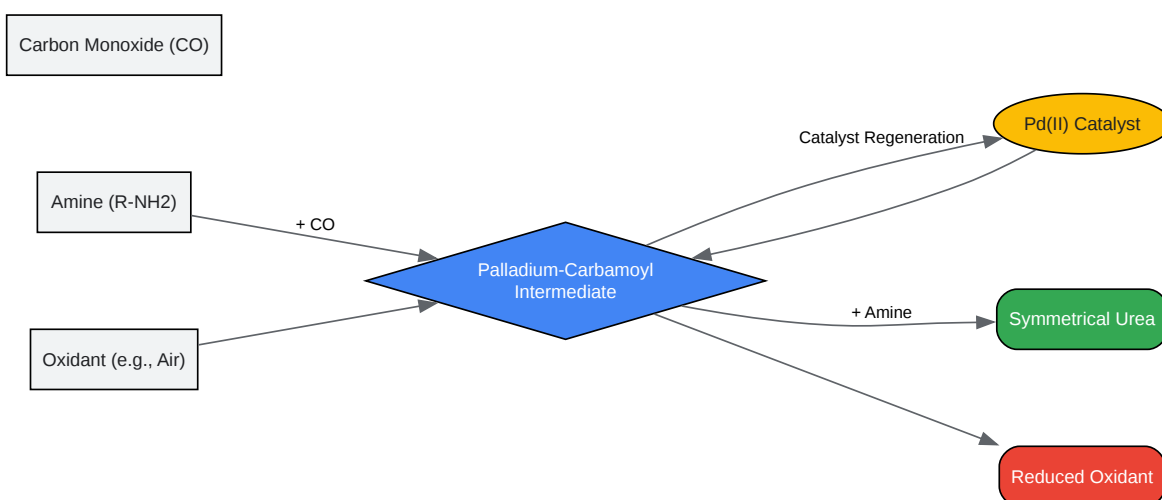 Carbon Monoxide (CO)
Pd(II) Catalyst
Catalyst Regeneration
Amine (R-NH2)
+ CO
Palladium-Carbamoyl
Intermediate
+ Amine
Symmetrical Urea
Oxidant (e.g., Air)
Reduced Oxidant